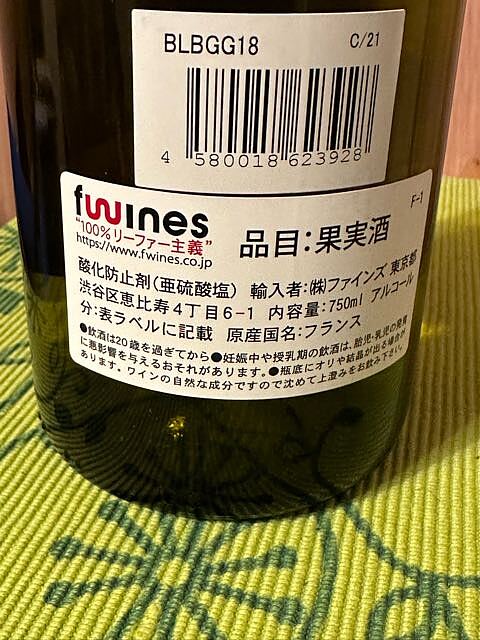 BLBGG18 C/21
4 580018 623928
fwines F-1
"100%リーファー主義"
https://www.fwines.co.jp
品目:果実酒
酸化防止剤(亜硫酸塩) 輸入者:㈱ファインズ 東京都
渋谷区恵比寿4丁目6-1 内容量:750ml アルコール
分:表ラベルに記載 原産国名:フランス
●飲酒は20歳を過ぎてから●妊娠中や授乳期の飲酒は、胎児・乳児の発育
に悪影響を与えるおそれがあります。●瓶底にオリや結晶が出る場合が
あります。ワインの自然な成分ですので沈めて上澄みをお飲み下さい。